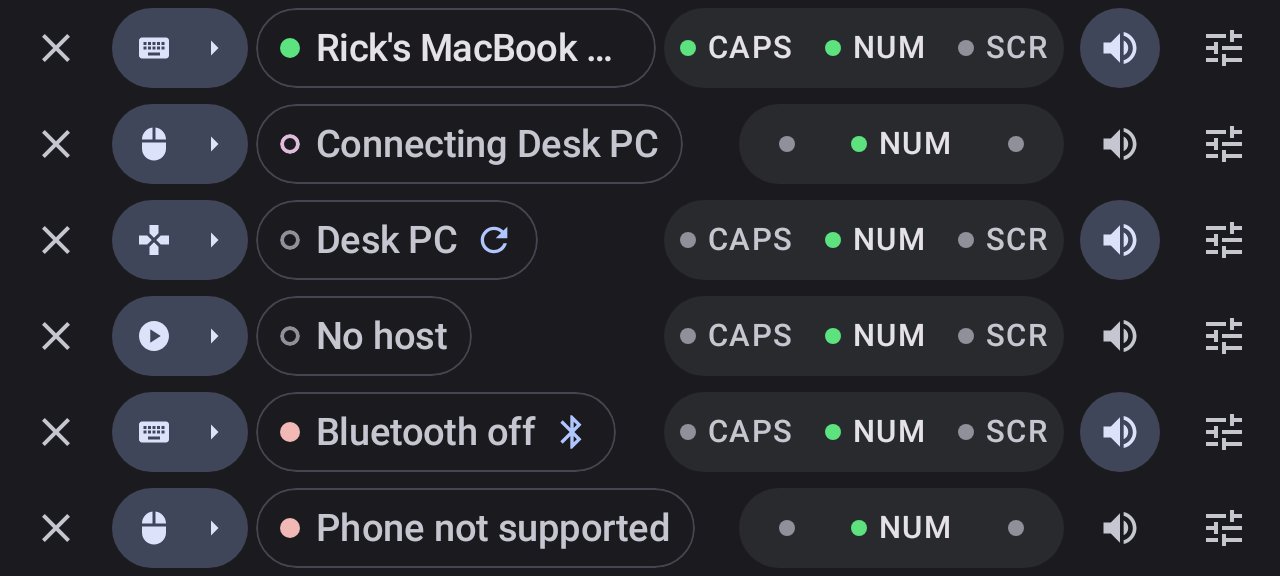 Rick's MacBook ... CAPS NUM SCR
Connecting Desk PC NUM
Desk PC CAPS NUM SCR
No host CAPS NUM SCR
Bluetooth off CAPS NUM SCR
Phone not supported NUM